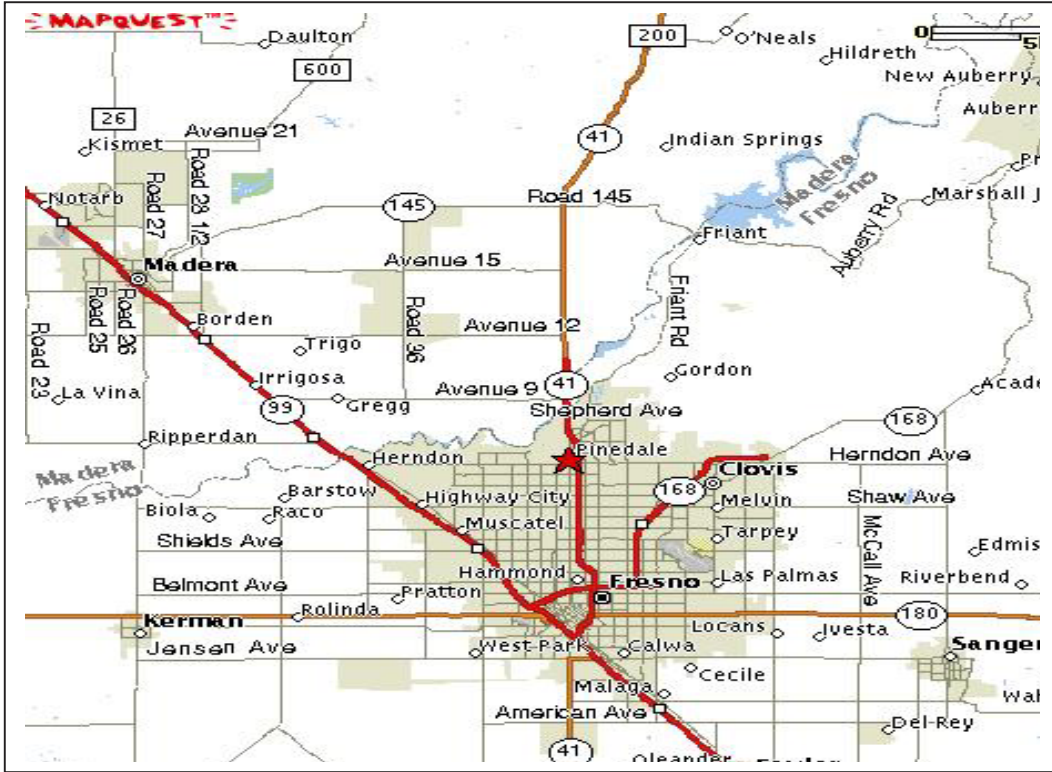 MAPQUEST™
Daulton
600
200
O'Neals
Hildreth
0
New Auberry
26
Avenue 21
Kismet
41
Indian Springs
Road 28 1/2
Road 27
Notarb
145
Road 145
Madera
Fresno
Marshall J
Friant
Auberry Rd
Madera
Avenue 15
Road 25
Road 26
Borden
Road 36
Avenue 12
Friant Rd
Trigo
Road 23
La Vina
Irrigosa
Avenue 9
41
Gordon
Gregg
99
Shepherd Ave
Academ
168
Ripperdan
Pinedale
Herndon Ave
Madera
Fresno
Herndon
Clovis
168
Barstow
Highway City
Melvin
Shaw Ave
Biola
Raco
Muscatel
Tarpey
McCall Ave
Shields Ave
Edmis
Hammond
Fresno
Las Palmas
Riverbend
Belmont Ave
Pratton
Rolinda
180
Kerman
Locans
Ivesta
Jensen Ave
West Park
Calwa
Sanger
Cecile
Malaga
American Ave
Del Rey
41
Oleander